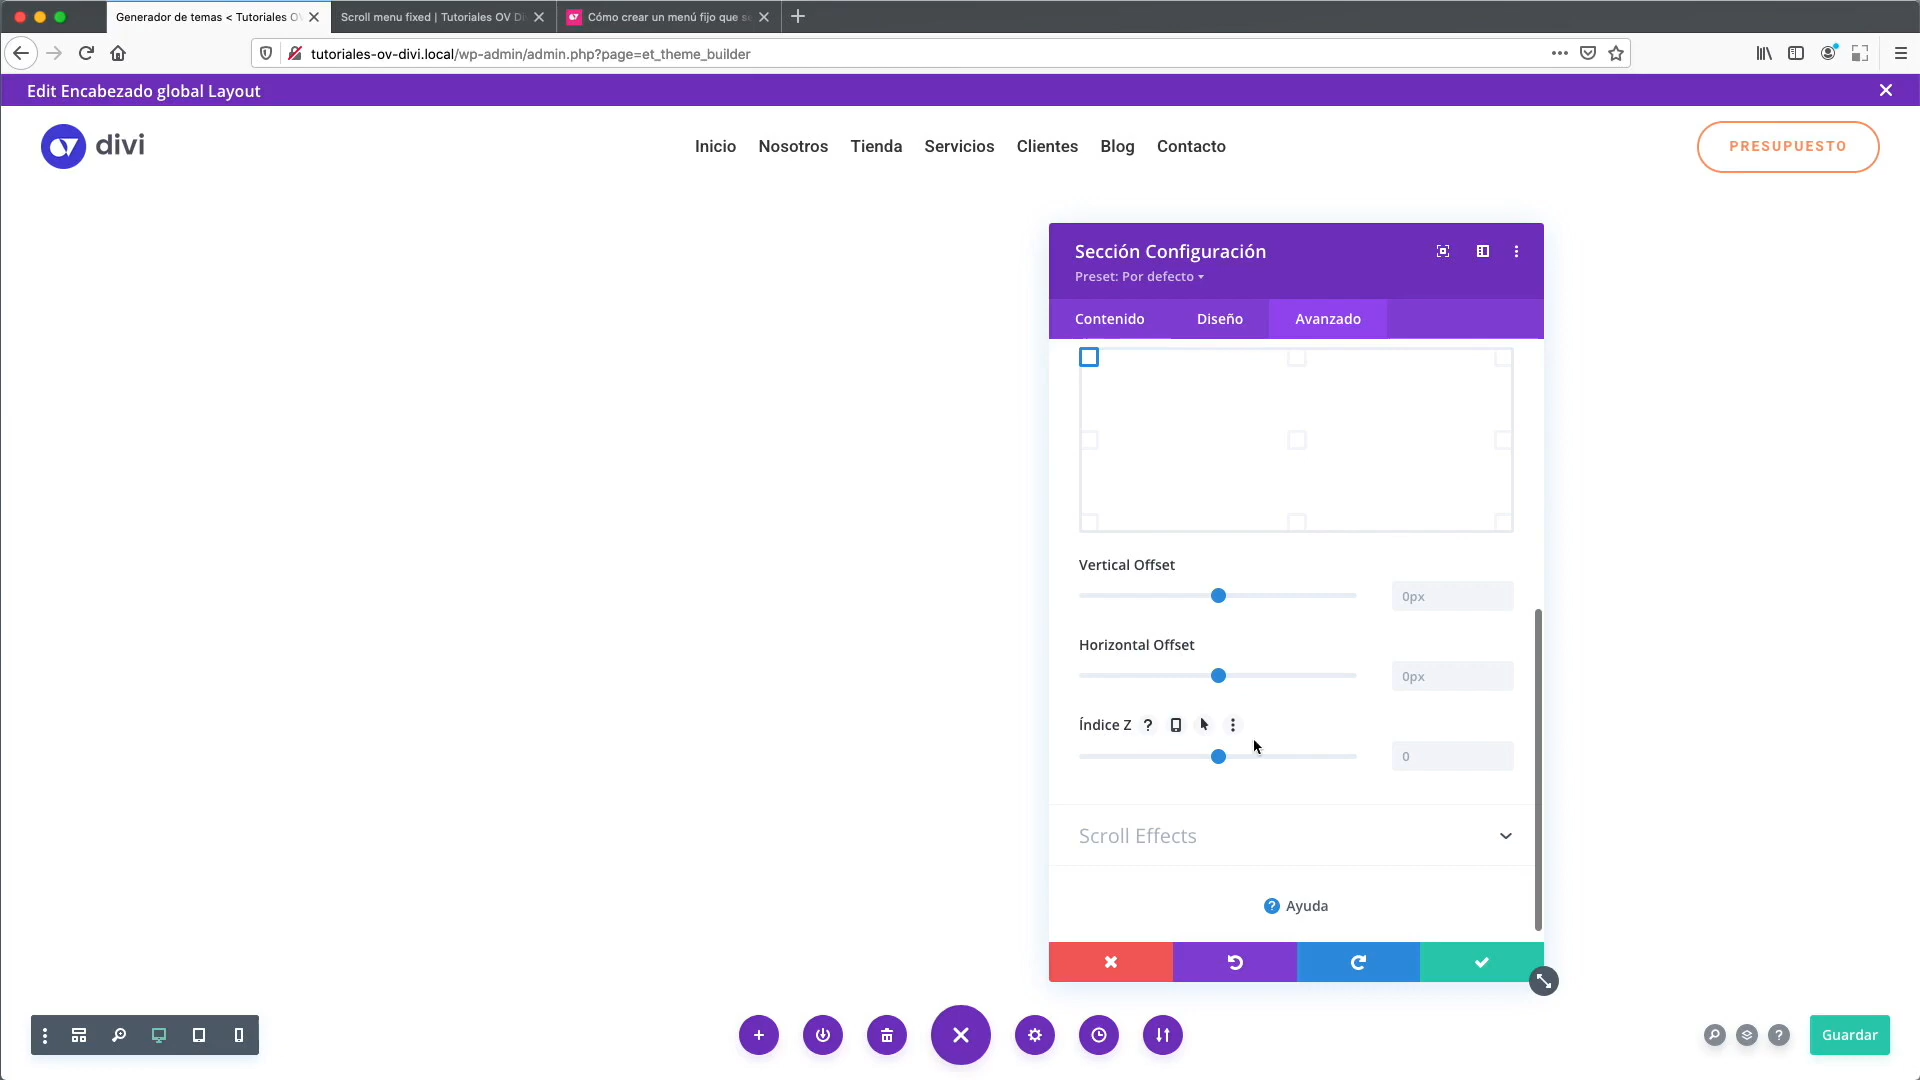 Generador de temas < Tutoriales O
Scroll menu fixed | Tutoriales OV Di
Cómo crear un menú fijo que se
tutoriales-ov-divi.local/wp-admin/admin.php?page=et_theme_builder
Edit Encabezado global Layout
divi
Inicio Nosotros Tienda Servicios Clientes Blog Contacto
PRESUPUESTO
Sección Configuración
Preset: Por defecto
Contenido Diseño Avanzado
Vertical Offset
0px
Horizontal Offset
0px
Índice Z ?
0
Scroll Effects
? Ayuda
? Guardar